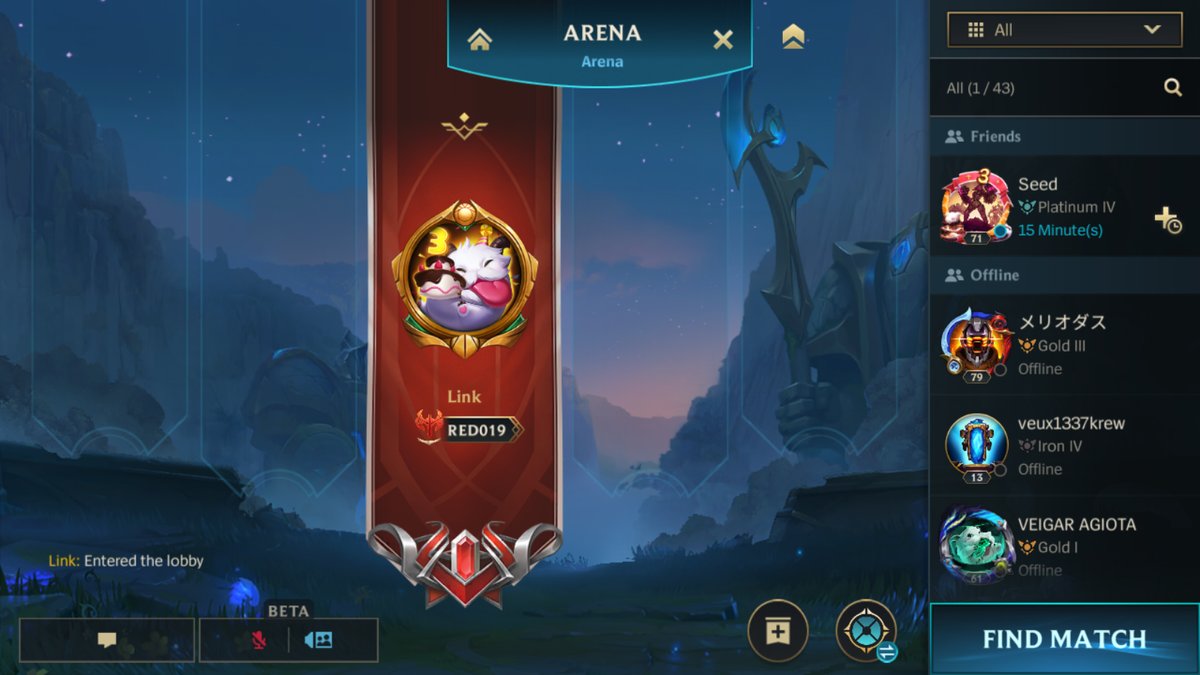 ARENA
Arena
3
Link
RED019
Link: Entered the lobby
BETA
All
All (1 / 43)
Friends
3
Seed
Platinum IV
71
15 Minute(s)
Offline
メリオダス
Gold III
79
Offline
veux1337krew
Iron IV
13
Offline
VEIGAR AGIOTA
Gold I
61
Offline
FIND MATCH